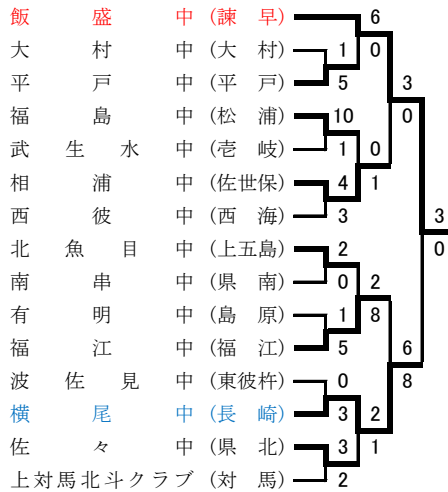 飯盛中(諫早) 6
大村中(大村) 1 0
平戸中(平戸) 5 3
福島中(松浦) 10 0
武生水中(壱岐) 1 0
相浦中(佐世保) 4 1
西彼中(西海) 3 3
北魚目中(上五島) 2 0
南串中(県南) 0 2
有明中(島原) 1 8
福江中(福江) 5 6
波佐見中(東彼杵) 0 8
横尾中(長崎) 3 2
佐々中(県北) 3 1
上対馬北斗クラブ(対馬) 2